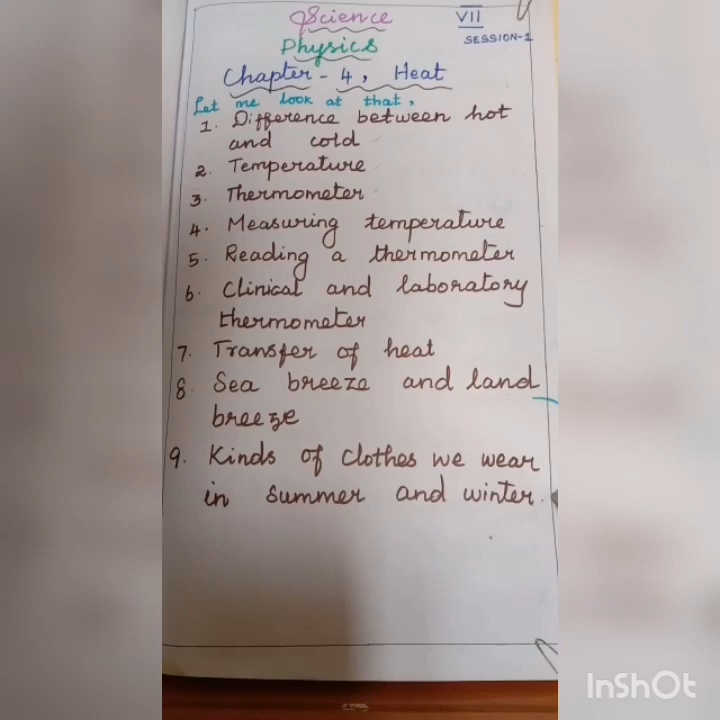 Science
VII
SESSION-1
Physics
Chapter - 4, Heat
Let me look at that,
1. Difference between hot
and cold
2. Temperature
3. Thermometer
4. Measuring temperature
5. Reading a thermometer
6. Clinical and laboratory
thermometer
7. Transfer of heat
8. Sea breeze and land
breeze
9. Kinds of clothes we wear
in summer and winter.
InShOt